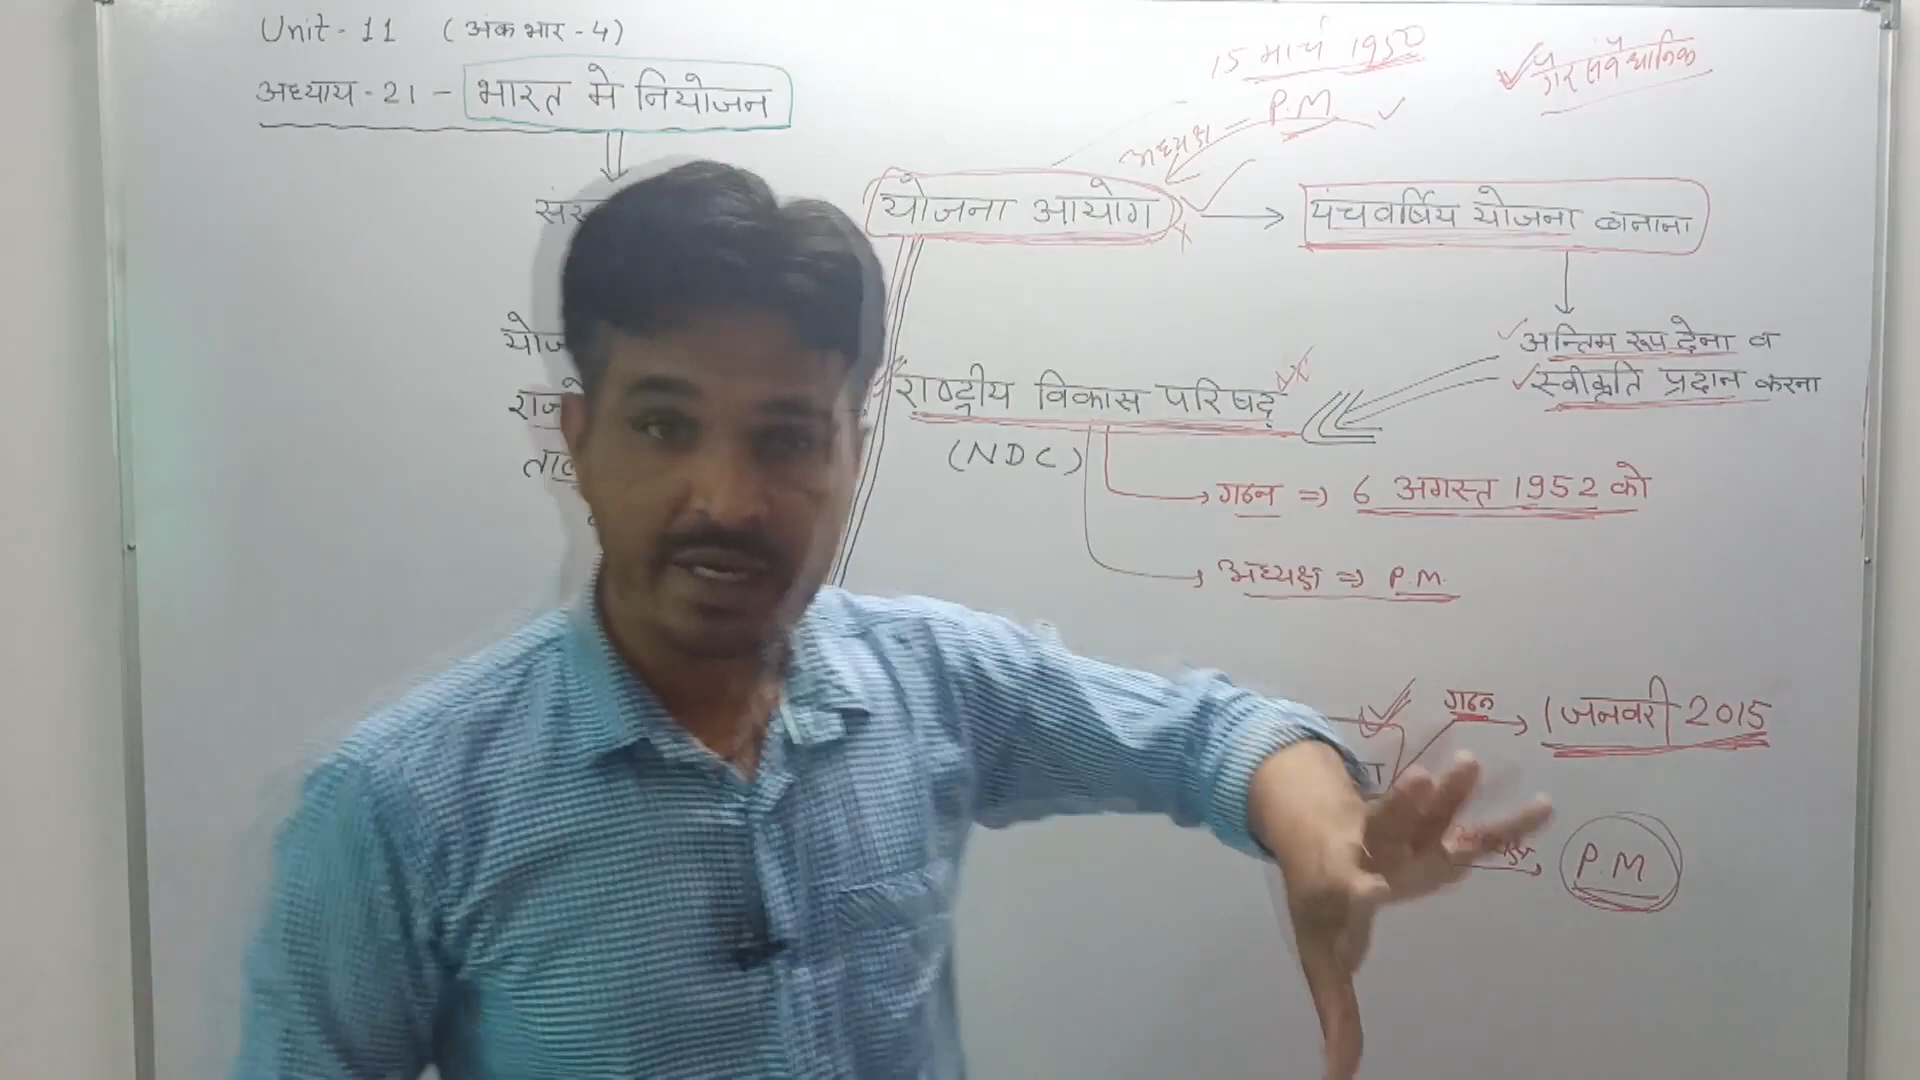 Unit - 11 (अंक भार - 4)
अध्याय - 21 - भारत मे नियोजन
15 मार्च 1950
गैर संवैधानिक
अध्यक्ष - P.M
योजना आयोग
पंचवर्षिय योजना बनाना
अन्तिम रूप देना व
स्वीकृति प्रदान करना
राष्ट्रीय विकास परिषद्
(NDC)
गठन ⇒ 6 अगस्त 1952 को
अध्यक्ष ⇒ P.M.
गठन → 1 जनवरी 2015
P.M